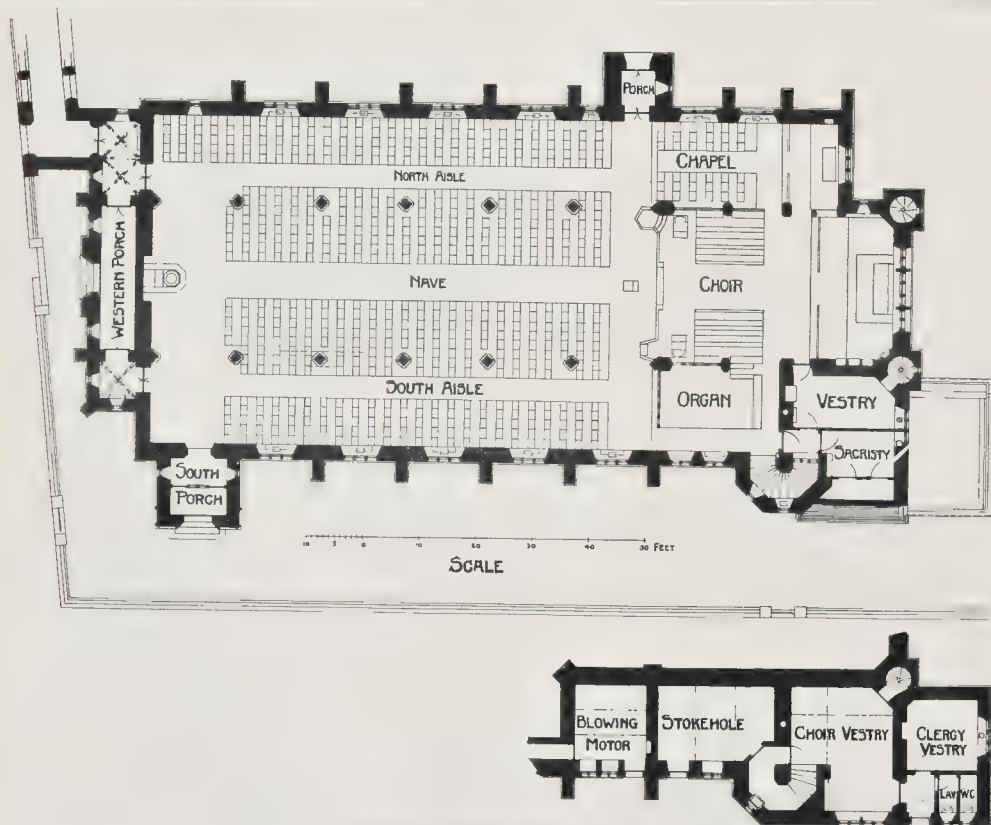 PORCH
CHAPEL
NORTH AISLE
WESTERN PORCH
NAVE
CHOIR
SOUTH AISLE
ORGAN
VESTRY
SACRISTY
SOUTH
PORCH
10 5 0 10 20 30 40 50 FEET
SCALE
BLOWING
MOTOR
STOKEHOLE
CHOIR VESTRY
CLERGY
VESTRY
LAV
WC